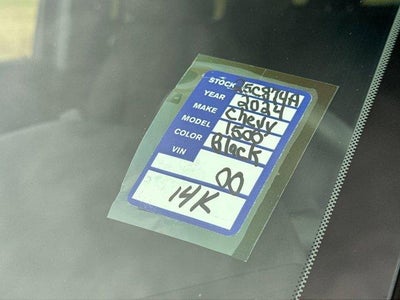 STOCK
YEAR 2024
MAKE Chevy
MODEL 1500
COLOR Black
VIN 00
14K